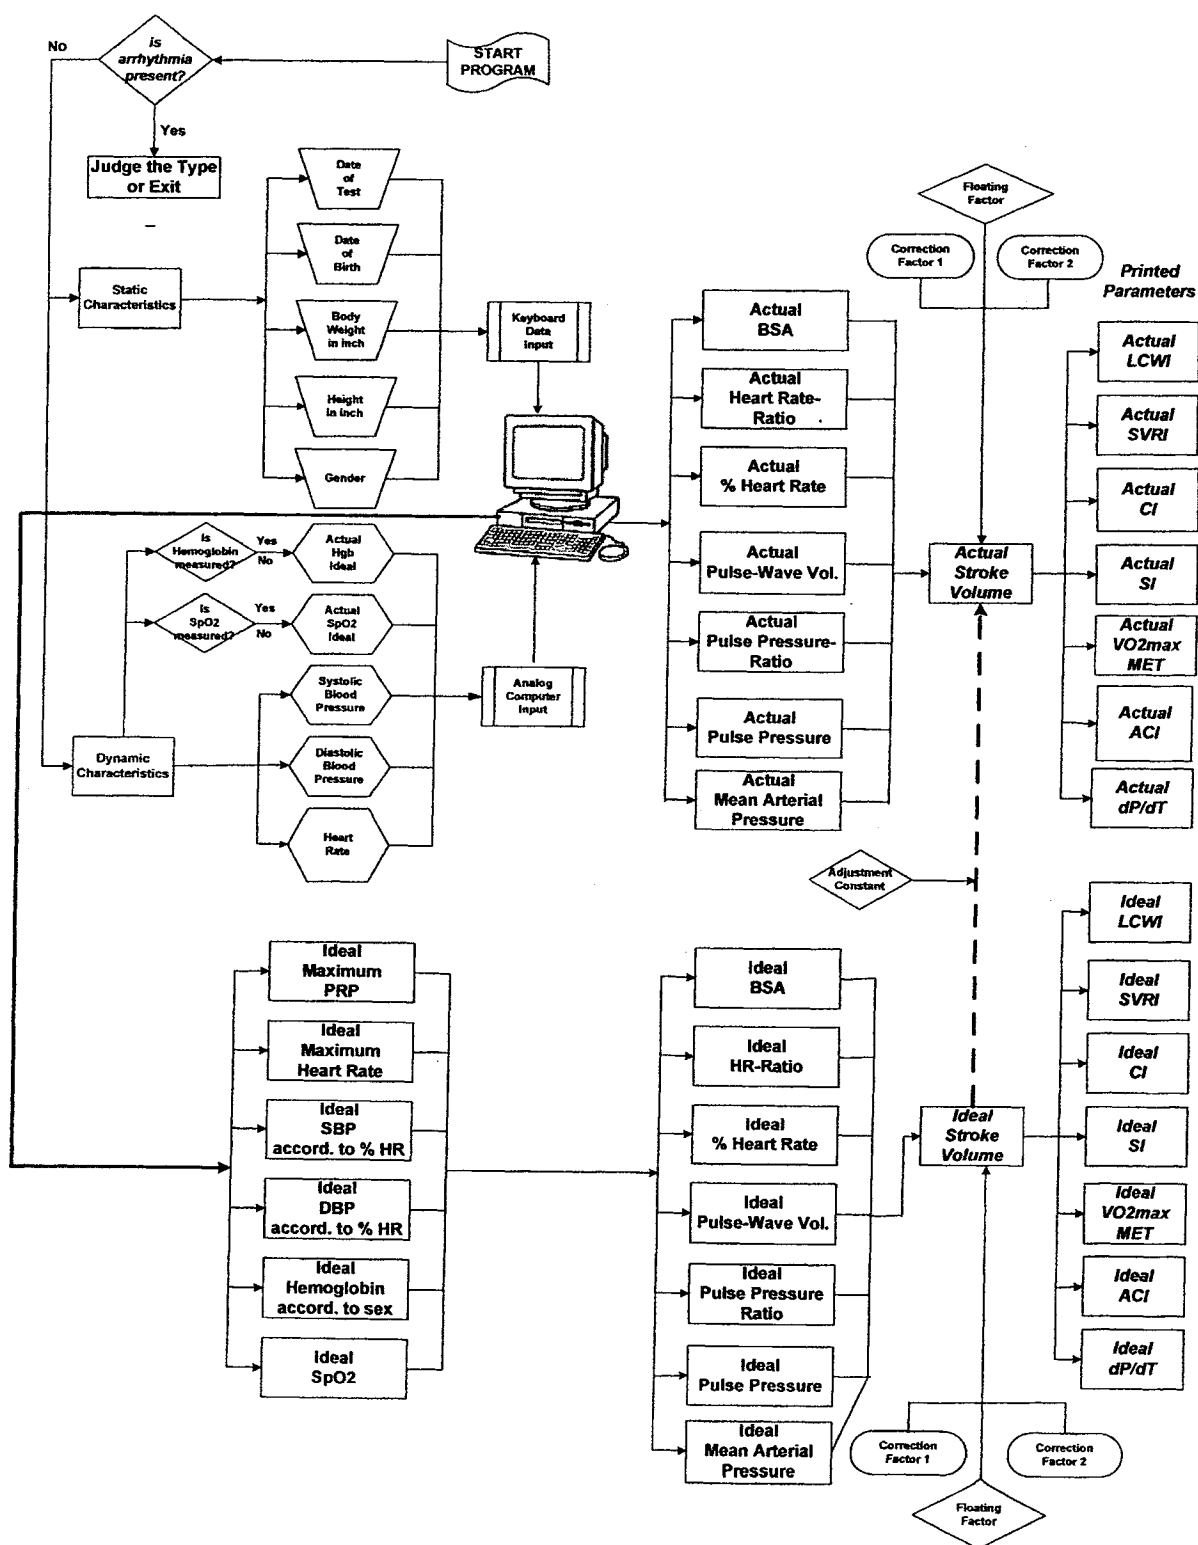 No
Is
arrhythmia
present?
START
PROGRAM
Yes
Judge the Type
or Exit
Date
of
Test
Date
of
Birth
Body
Weight
in inch
Height
in inch
Gender
Static
Characteristics
Keyboard
Data
Input
Is
Hemoglobin
measured?
Yes
No
Actual
Hgb
Ideal
Is
SpO2
measured?
Yes
No
Actual
SpO2
Ideal
Systolic
Blood
Pressure
Diastolic
Blood
Pressure
Heart
Rate
Dynamic
Characteristics
Analog
Computer
Input
Actual
BSA
Actual
Heart Rate-
Ratio
Actual
% Heart Rate
Actual
Pulse-Wave Vol.
Actual
Pulse Pressure-
Ratio
Actual
Pulse Pressure
Actual
Mean Arterial
Pressure
Floating
Factor
Correction
Factor 1
Correction
Factor 2
Actual
Stroke
Volume
Printed
Parameters
Actual
LCWI
Actual
SVRI
Actual
CI
Actual
SI
Actual
VO2max
MET
Actual
ACI
Actual
dP/dT
Adjustment
Constant
Ideal
Maximum
PRP
Ideal
Maximum
Heart Rate
Ideal
SBP
accord. to % HR
Ideal
DBP
accord. to % HR
Ideal
Hemoglobin
accord. to sex
Ideal
SpO2
Ideal
BSA
Ideal
HR-Ratio
Ideal
% Heart Rate
Ideal
Pulse-Wave Vol.
Ideal
Pulse Pressure
Ratio
Ideal
Pulse Pressure
Ideal
Mean Arterial
Pressure
Ideal
Stroke
Volume
Ideal
LCWI
Ideal
SVRI
Ideal
CI
Ideal
SI
Ideal
VO2max
MET
Ideal
ACI
Ideal
dP/dT
Correction
Factor 1
Correction
Factor 2
Floating
Factor